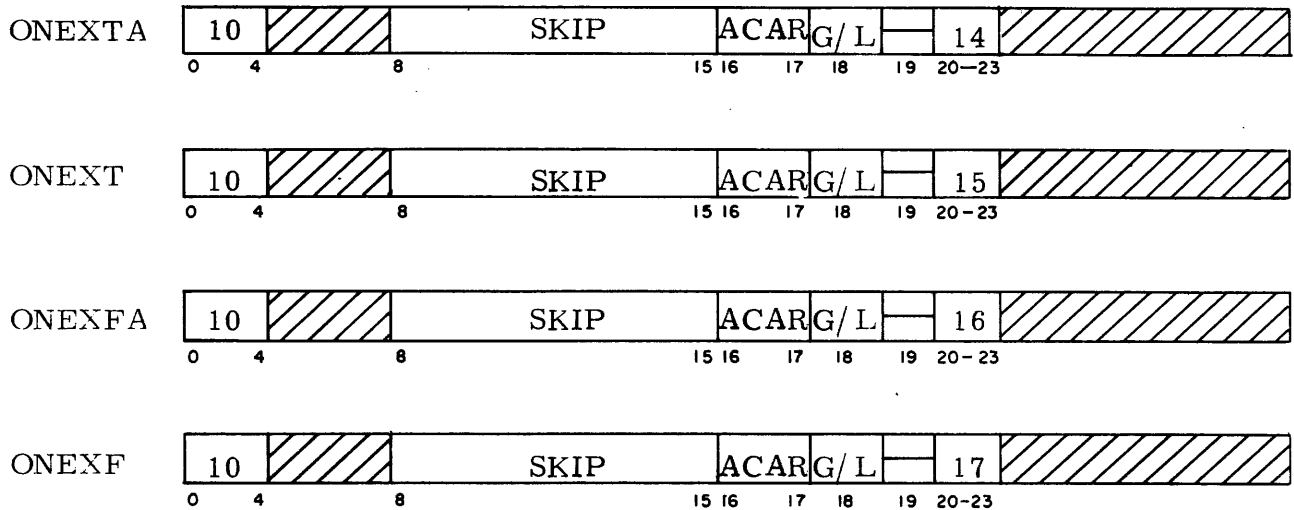 ONEXTA 10 SKIP ACAR G/L 14
0 4 8 15 16 17 18 19 20—23
ONEXT 10 SKIP ACAR G/L 15
0 4 8 15 16 17 18 19 20-23
ONEXFA 10 SKIP ACAR G/L 16
0 4 8 15 16 17 18 19 20-23
ONEXF 10 SKIP ACAR G/L 17
0 4 8 15 16 17 18 19 20-23